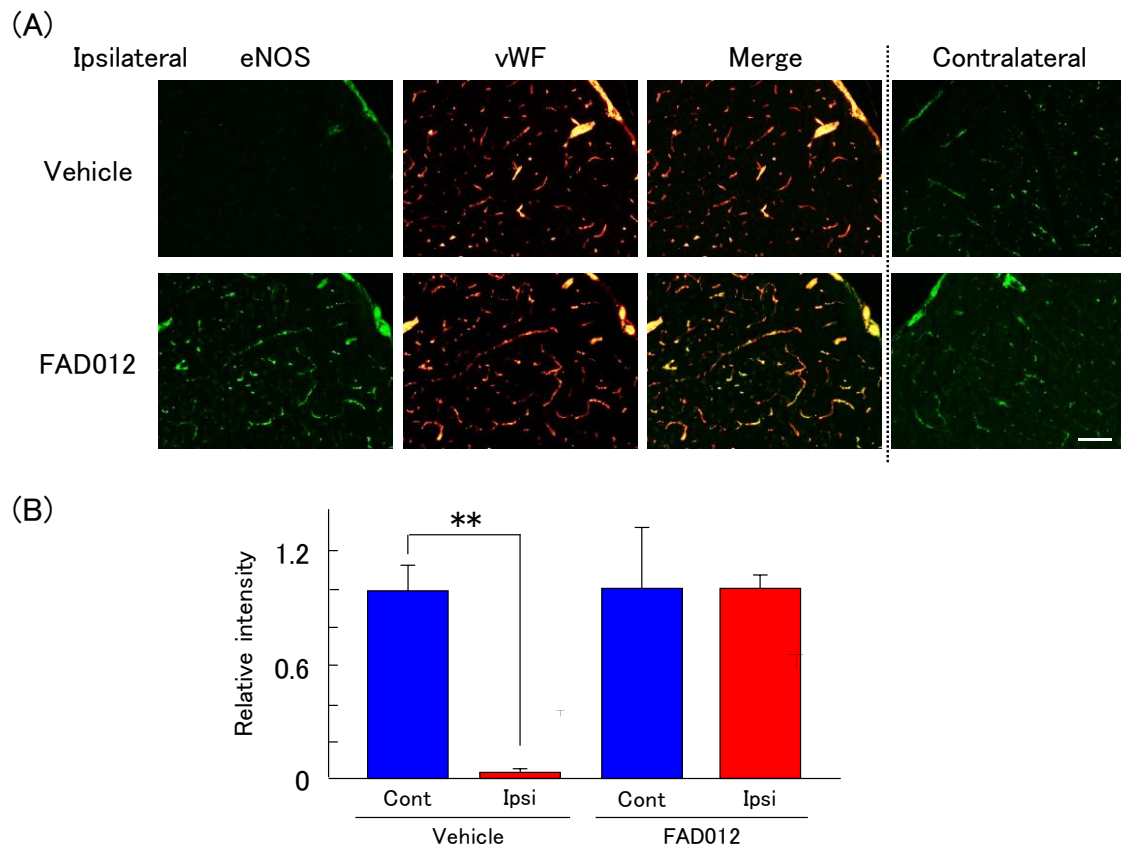 (A)
Ipsilateral eNOS vWF Merge Contralateral
Vehicle
FAD012
(B)
Relative intensity
1.2
0.6
0
**
Cont Ipsi Cont Ipsi
Vehicle FAD012